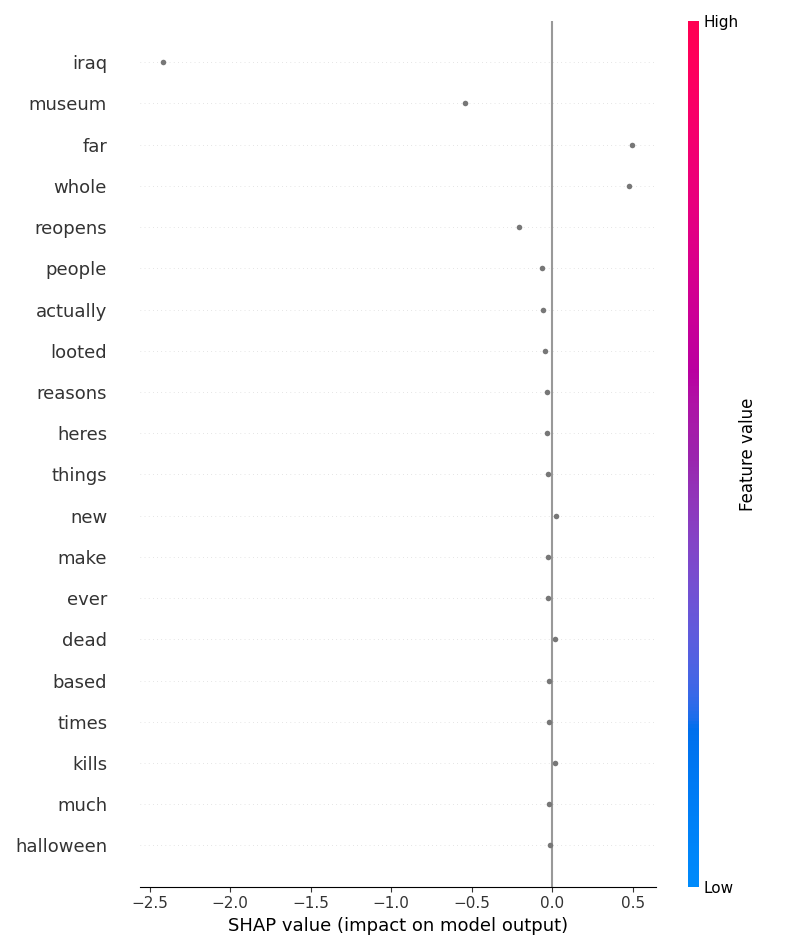 High
iraq
museum
far
whole
reopens
people
actually
looted
reasons
heres
things
new
make
ever
dead
based
times
kills
much
halloween
Feature value
Low
−2.5 −2.0 −1.5 −1.0 −0.5 0.0 0.5
SHAP value (impact on model output)